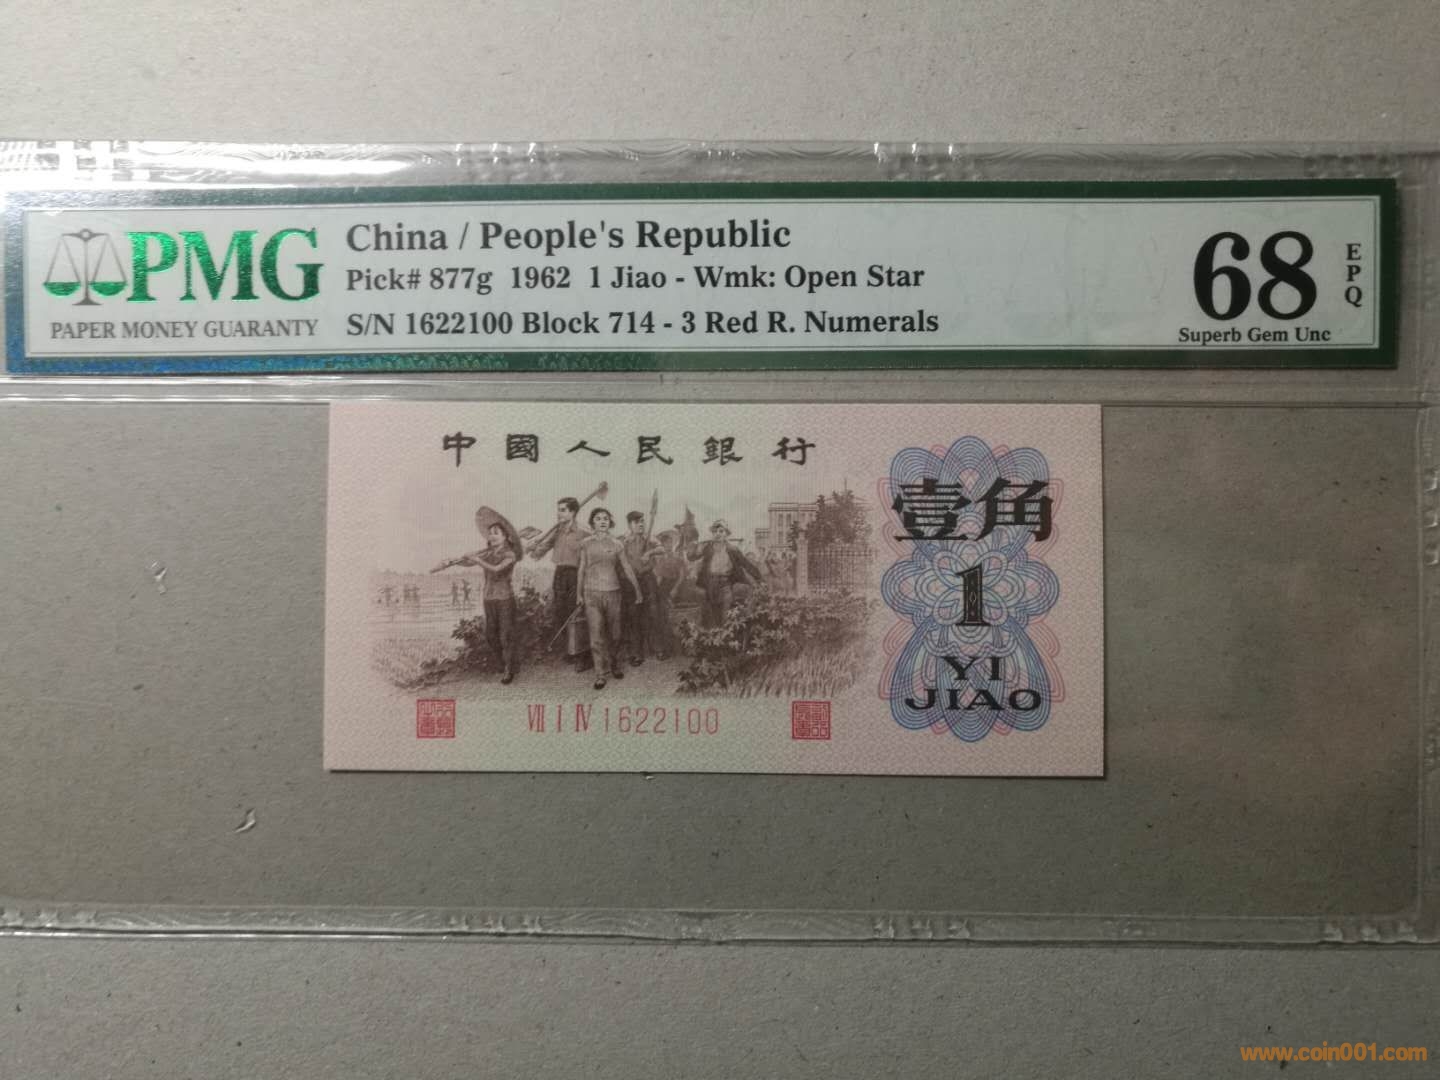 PMG
PAPER MONEY GUARANTY
China / People's Republic
Pick# 877g 1962 1 Jiao - Wmk: Open Star
S/N 1622100 Block 714 - 3 Red R. Numerals
68
EPQ
Superb Gem Unc
中國人民銀行
壹角
1
YI
JIAO
VII I IV 1622100
www.coin001.com